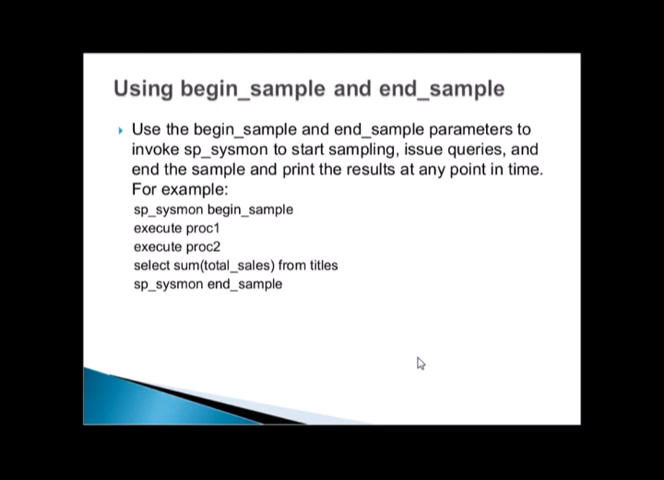 Using begin_sample and end_sample
Use the begin_sample and end_sample parameters to
invoke sp_sysmon to start sampling, issue queries, and
end the sample and print the results at any point in time.
For example:
sp_sysmon begin_sample
execute proc1
execute proc2
select sum(total_sales) from titles
sp_sysmon end_sample